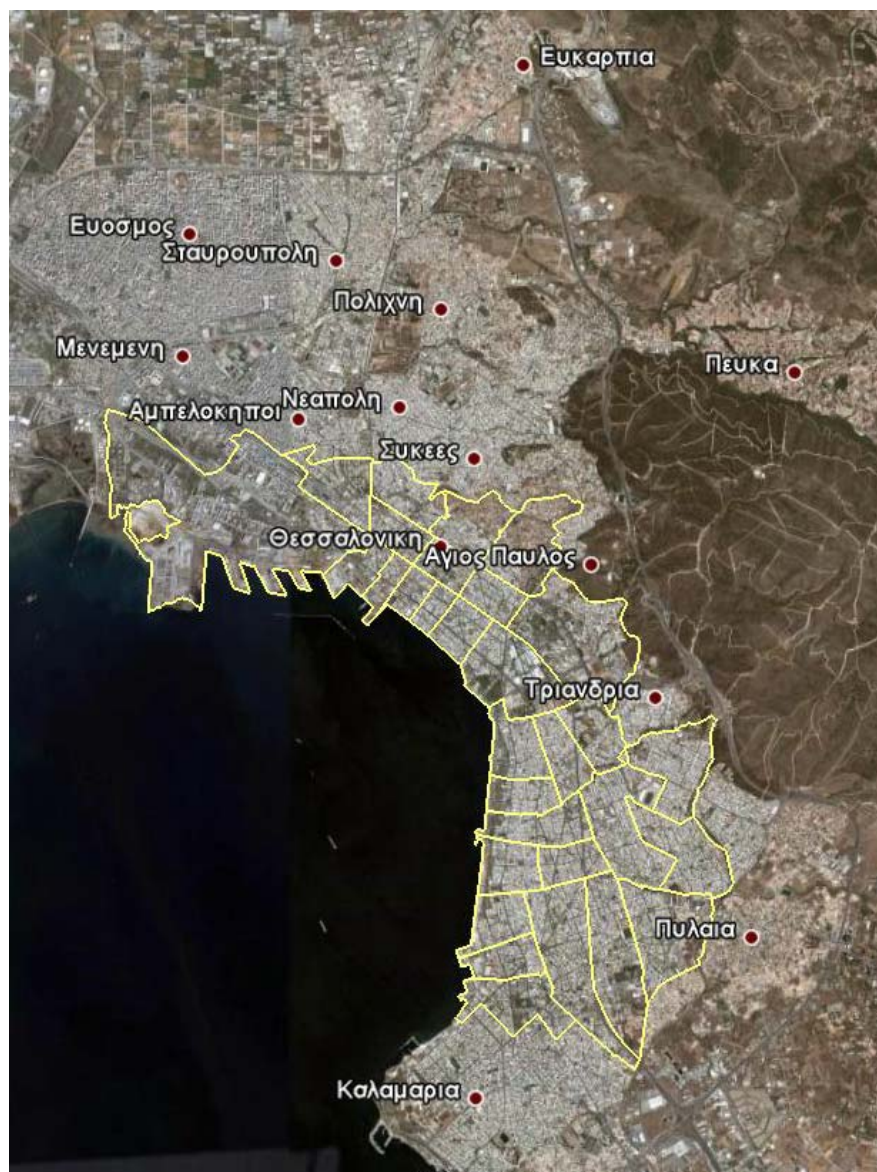 Ευκαρπια
Ευοσμος
Σταυρουπολη
Πολιχνη
Μενεμενη
Πευκα
Νεαπολη
Αμπελοκηποι
Συκεες
Θεσσαλονικη
Αγιος Παυλος
Τριανδρια
Πυλαια
Καλαμαρια